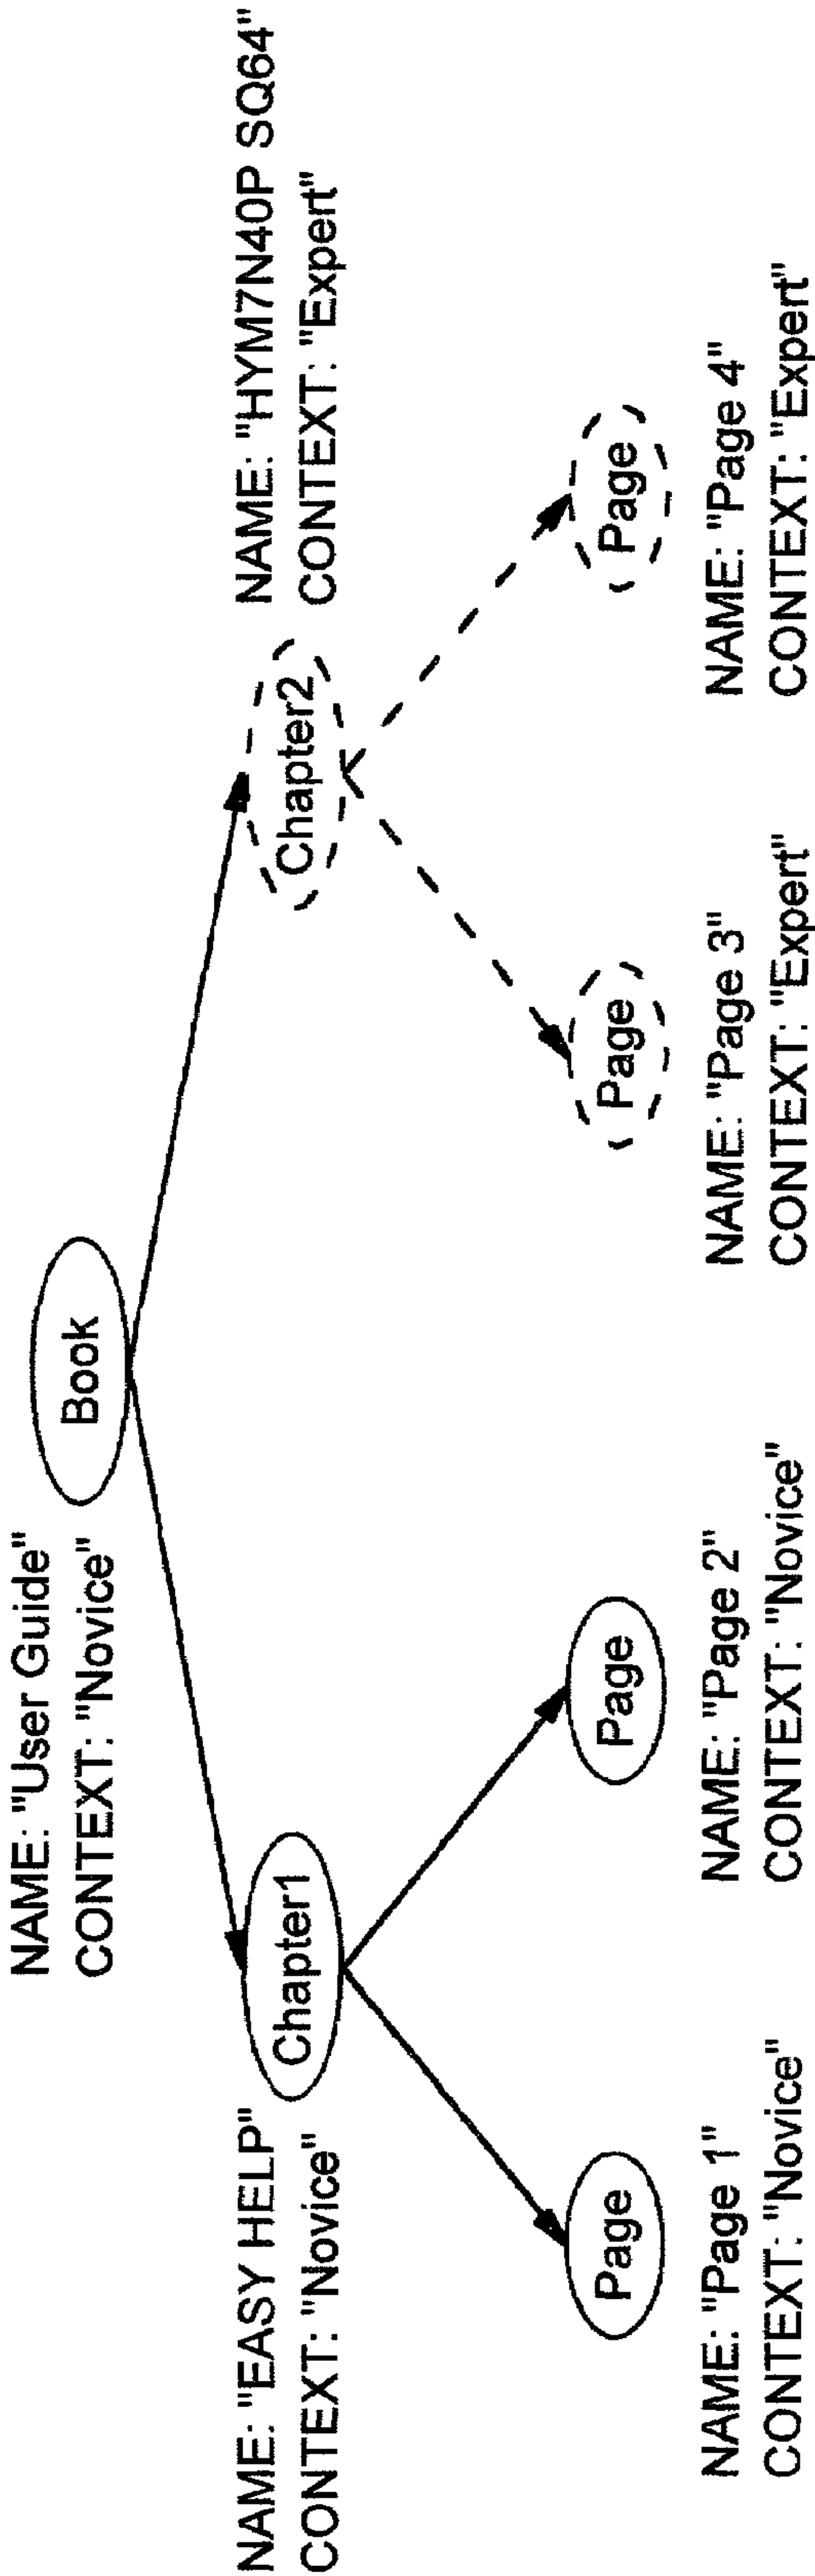 NAME: "User Guide"
CONTEXT: "Novice"
Book
NAME: "EASY HELP"
CONTEXT: "Novice"
Chapter1
Chapter2
NAME: "HYM7N40P SQ64"
CONTEXT: "Expert"
Page
NAME: "Page 1"
CONTEXT: "Novice"
Page
NAME: "Page 2"
CONTEXT: "Novice"
Page
NAME: "Page 3"
CONTEXT: "Expert"
Page
NAME: "Page 4"
CONTEXT: "Expert"